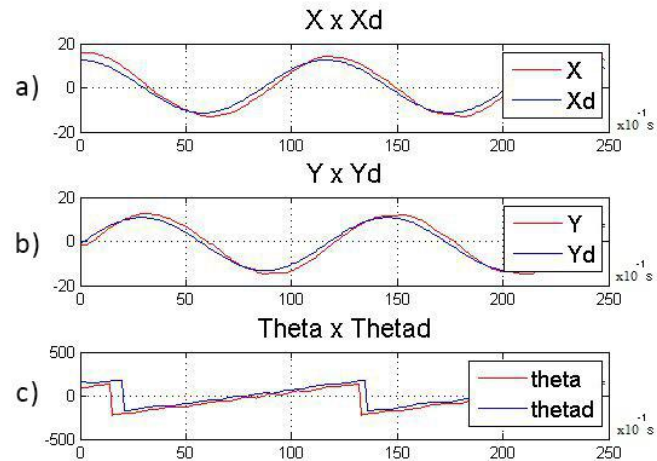 X x Xd
a)
20
0
-20
0 50 100 150 200 250
X
Xd
x10⁻¹ s
Y x Yd
b)
20
0
-20
0 50 100 150 200 250
Y
Yd
x10⁻¹ s
Theta x Thetad
c)
500
0
-500
0 50 100 150 200 250
theta
thetad
x10⁻¹ s